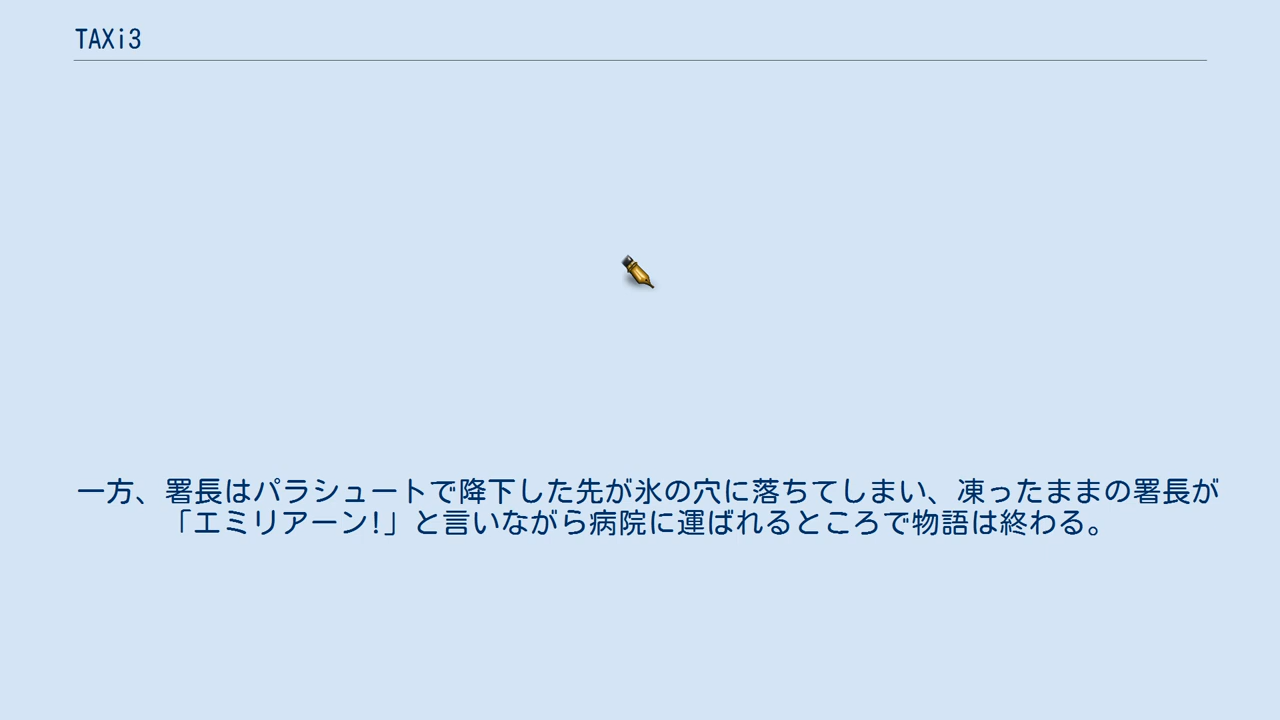 TAXi3
一方、署長はパラシュートで降下した先が氷の穴に落ちてしまい、凍ったままの署長が
「エミリアーン!」と言いながら病院に運ばれるところで物語は終わる。